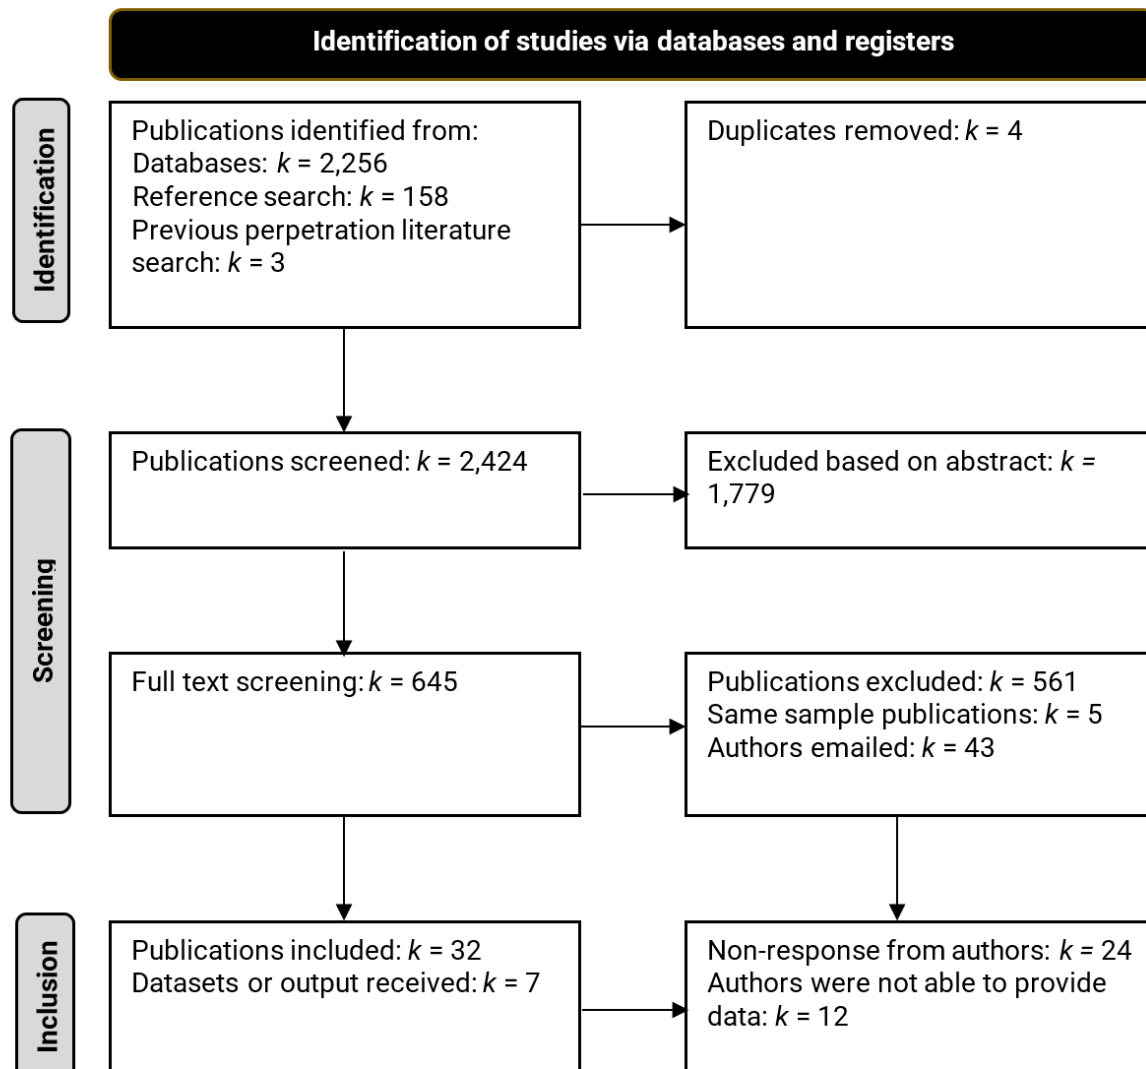 Identification of studies via databases and registers
Identification
Publications identified from:
Databases: k = 2,256
Reference search: k = 158
Previous perpetration literature
search: k = 3
Duplicates removed: k = 4
Screening
Publications screened: k = 2,424
Excluded based on abstract: k =
1,779
Full text screening: k = 645
Publications excluded: k = 561
Same sample publications: k = 5
Authors emailed: k = 43
Inclusion
Publications included: k = 32
Datasets or output received: k = 7
Non-response from authors: k = 24
Authors were not able to provide
data: k = 12